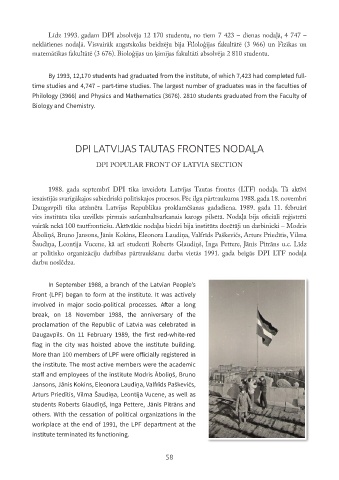 Līdz 1993. gadam DPI absolvēja 12 170 studentu, no tiem 7 423 – dienas nodaļā, 4 747 –
neklātienes nodaļā. Visvairāk augstskolas beidzēju bija Filoloģijas fakultātē (3 966) un Fizikas un
matemātikas fakultātē (3 676). Bioloģijas un ķīmijas fakultāti absolvēja 2 810 studentu.
By 1993, 12,170 students had graduated from the institute, of which 7,423 had completed full-
time studies and 4,747 – part-time studies. The largest number of graduates was in the faculties of
Philology (3966) and Physics and Mathematics (3676). 2810 students graduated from the Faculty of
Biology and Chemistry.
DPI LATVIJAS TAUTAS FRONTES NODAĻA
DPI POPULAR FRONT OF LATVIA SECTION
1988. gada septembrī DPI tika izveidota Latvijas Tautas frontes (LTF) nodaļa. Tā aktīvi
iesaistījās svarīgākajos sabiedriski politiskajos procesos. Pēc ilga pārtraukuma 1988. gada 18. novembrī
Daugavpilī tika atzīmēta Latvijas Republikas proklamēšanas gadadiena. 1989. gada 11. februārī
virs institūta tika uzvilkts pirmais sarkanbaltsarkanais karogs pilsētā. Nodaļā bija oficiāli reģistrēti
vairāk nekā 100 tautfrontiešu. Aktīvākie nodaļas biedri bija institūta docētāji un darbinieki – Modris
Āboliņš, Bruno Jansons, Jānis Kokins, Eleonora Laudiņa, Valfrīds Paškevičs, Arturs Priedītis, Vilma
Šaudiņa, Leontija Vucene, kā arī studenti Roberts Glaudiņš, Inga Pettere, Jānis Pitrāns u.c. Līdz
ar politisko organizāciju darbības pārtraukšanu darba vietās 1991. gada beigās DPI LTF nodaļa
darbu noslēdza.
In September 1988, a branch of the Latvian People's
Front (LPF) began to form at the institute. It was actively
involved in major socio-political processes. After a long
break, on 18 November 1988, the anniversary of the
proclamation of the Republic of Latvia was celebrated in
Daugavpils. On 11 February 1989, the first red-white-red
flag in the city was hoisted above the institute building.
More than 100 members of LPF were officially registered in
the institute. The most active members were the academic
staff and employees of the institute Modris Āboliņš, Bruno
Jansons, Jānis Kokins, Eleonora Laudiņa, Valfrīds Paškevičs,
Arturs Priedītis, Vilma Šaudiņa, Leontija Vucene, as well as
students Roberts Glaudiņš, Inga Pettere, Jānis Pitrāns and
others. With the cessation of political organizations in the
workplace at the end of 1991, the LPF department at the
institute terminated its functioning.
58